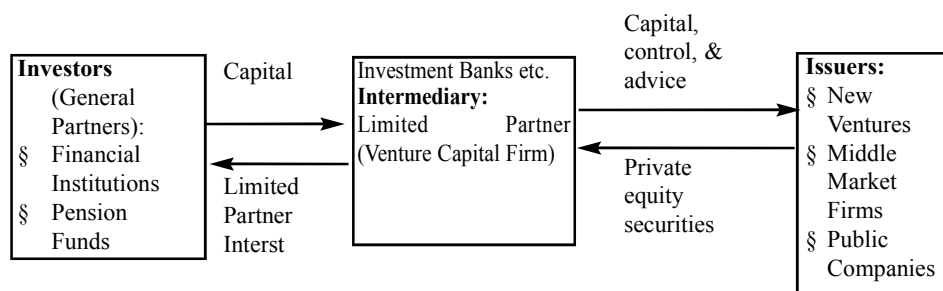 Investors
(General
Partners):
§ Financial
Institutions
§ Pension
Funds
Capital
Limited
Partner
Interst
Investment Banks etc.
Intermediary:
Limited Partner
(Venture Capital Firm)
Capital,
control, &
advice
Private
equity
securities
Issuers:
§ New
Ventures
§ Middle
Market
Firms
§ Public
Companies